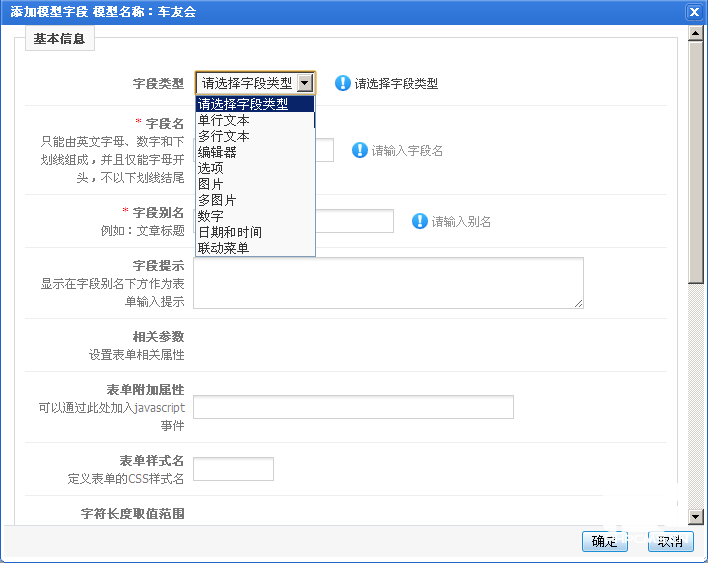 添加模型字段 模型名称：车友会
基本信息
字段类型
请选择字段类型
请选择字段类型
请选择字段类型
单行文本
多行文本
编辑器
选项
图片
多图片
数字
日期和时间
联动菜单
* 字段名
只能由英文字母、数字和下
划线组成，并且仅能字母开
头，不以下划线结尾
请输入字段名
* 字段别名
例如：文章标题
请输入别名
字段提示
显示在字段别名下方作为表
单输入提示
相关参数
设置表单相关属性
表单附加属性
可以通过此处加入javascript
事件
表单样式名
定义表单的CSS样式名
字符长度取值范围
确定
取消